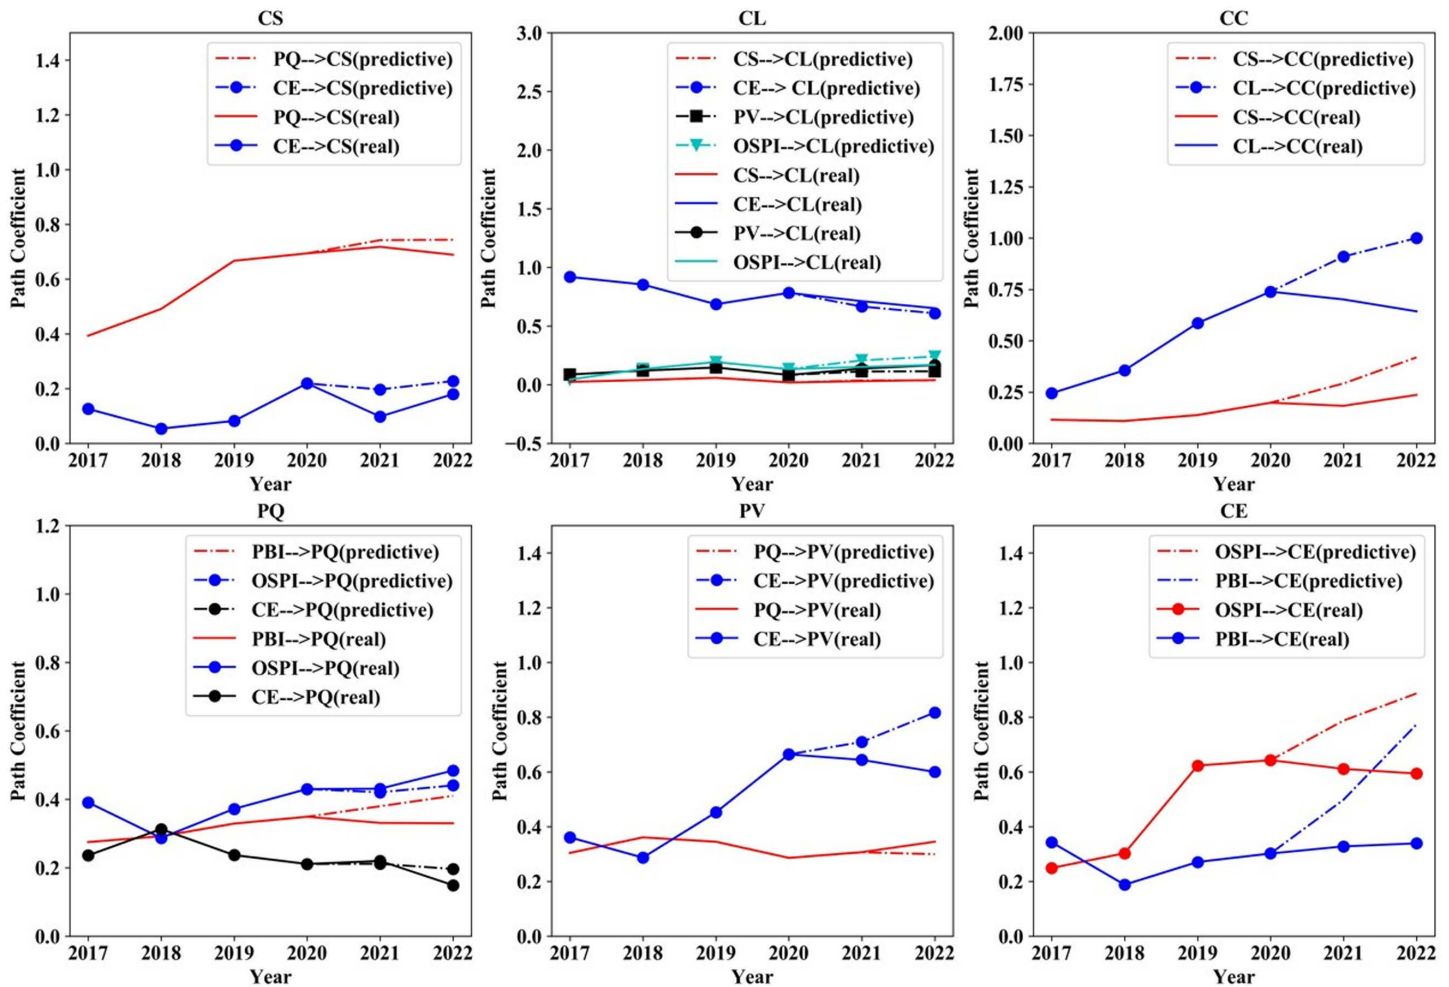 CS
1.4
1.2
1.0
0.8
0.6
0.4
0.2
0.0
Path Coefficient
PQ-->CS(predictive)
CE-->CS(predictive)
PQ-->CS(real)
CE-->CS(real)
2017 2018 2019 2020 2021 2022
Year
CL
3.0
2.5
2.0
1.5
1.0
0.5
0.0
−0.5
Path Coefficient
CS-->CL(predictive)
CE--> CL(predictive)
PV-->CL(predictive)
OSPI-->CL(predictive)
CS-->CL(real)
CE-->CL(real)
PV-->CL(real)
OSPI-->CL(real)
2017 2018 2019 2020 2021 2022
Year
CC
2.00
1.75
1.50
1.25
1.00
0.75
0.50
0.25
0.00
Path Coefficient
CS-->CC(predictive)
CL-->CC(predictive)
CS-->CC(real)
CL-->CC(real)
2017 2018 2019 2020 2021 2022
Year
PQ
1.2
1.0
0.8
0.6
0.4
0.2
0.0
Path Coefficient
PBI-->PQ(predictive)
OSPI-->PQ(predictive)
CE-->PQ(predictive)
PBI-->PQ(real)
OSPI-->PQ(real)
CE-->PQ(real)
2017 2018 2019 2020 2021 2022
Year
PV
1.4
1.2
1.0
0.8
0.6
0.4
0.2
0.0
Path Coefficient
PQ-->PV(predictive)
CE-->PV(predictive)
PQ-->PV(real)
CE-->PV(real)
2017 2018 2019 2020 2021 2022
Year
CE
1.4
1.2
1.0
0.8
0.6
0.4
0.2
0.0
Path Coefficient
OSPI-->CE(predictive)
PBI-->CE(predictive)
OSPI-->CE(real)
PBI-->CE(real)
2017 2018 2019 2020 2021 2022
Year